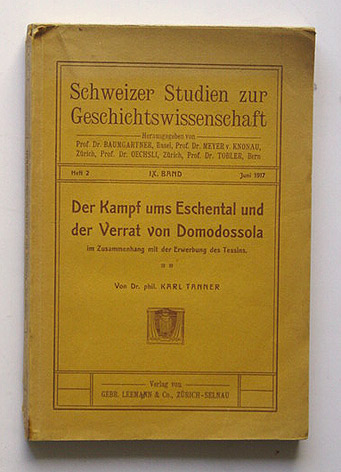 Schweizer Studien zur
Geschichtswissenschaft
Herausgegeben von
Prof. Dr. BAUMGARTNER, Basel, Prof. Dr. MEYER v. KNONAU,
Zürich, Prof. Dr. OECHSLI, Zürich, Prof. Dr. TOBLER, Bern
Heft 2 IX. BAND Juni 1917
Der Kampf ums Eschental und
der Verrat von Domodossola
im Zusammenhang mit der Erwerbung des Tessins.
Von Dr. phil. KARL TANNER
Verlag von
GEBR. LEEMANN & Co., ZÜRICH-SELNAU